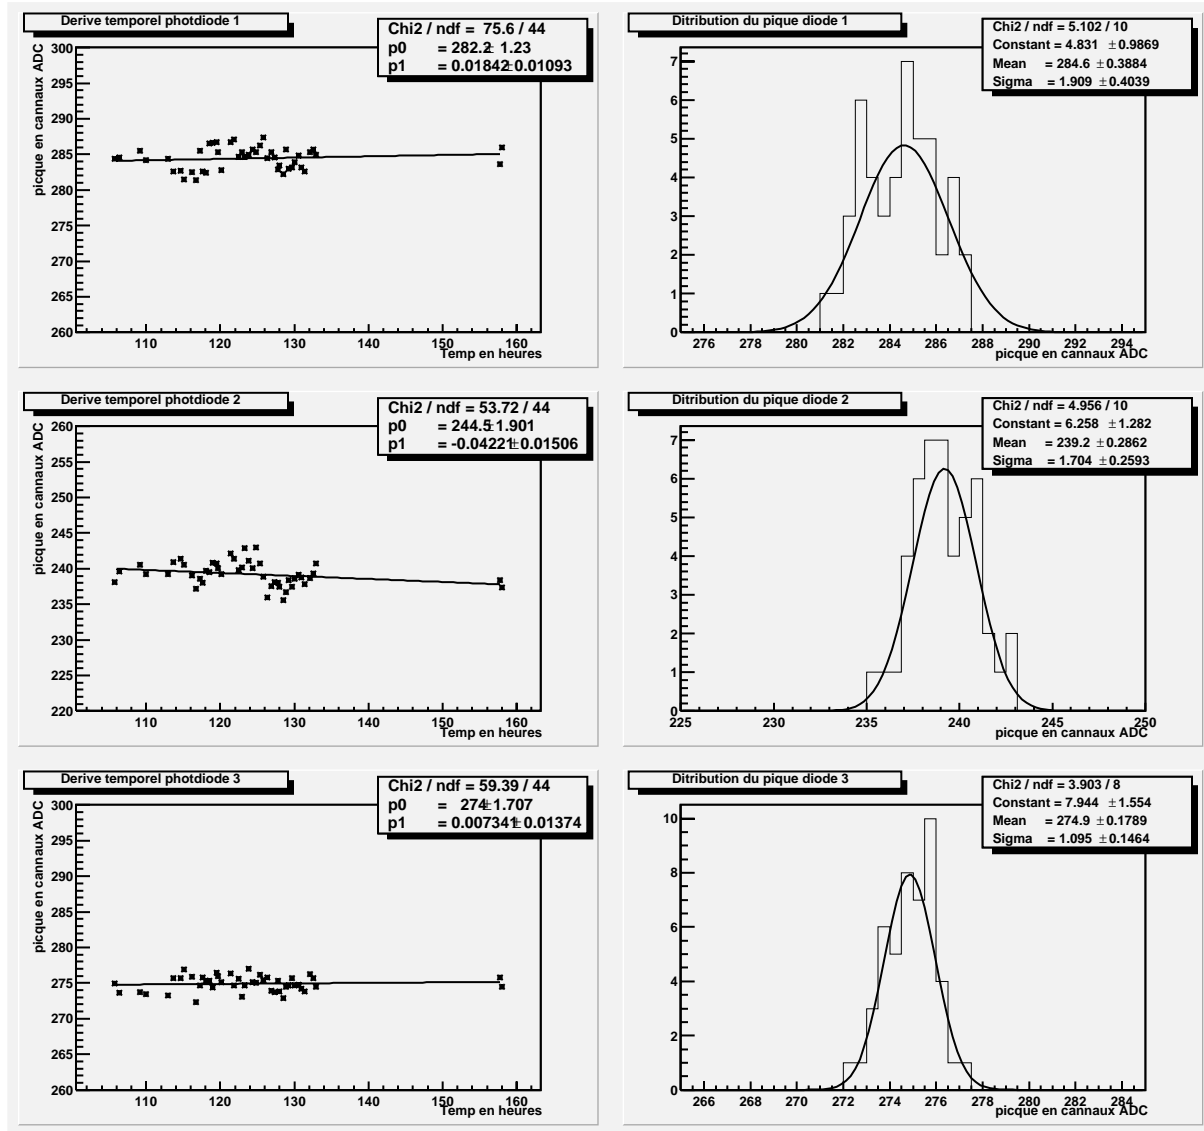 Derive temporel photdiode 1
Chi2 / ndf = 75.6 / 44
p0 = 282.2± 1.23
p1 = 0.01842±0.01093
picque en cannaux ADC
300
295
290
285
280
275
270
265
260
110 120 130 140 150 160
Temp en heures
Ditribution du pique diode 1
Chi2 / ndf = 5.102 / 10
Constant = 4.831 ±0.9869
Mean = 284.6 ±0.3884
Sigma = 1.909 ±0.4039
7
6
5
4
3
2
1
0
276 278 280 282 284 286 288 290 292 294
picque en cannaux ADC
Derive temporel photdiode 2
Chi2 / ndf = 53.72 / 44
p0 = 244.5±1.901
p1 = -0.04221±0.01506
picque en cannaux ADC
260
255
250
245
240
235
230
225
220
110 120 130 140 150 160
Temp en heures
Ditribution du pique diode 2
Chi2 / ndf = 4.956 / 10
Constant = 6.258 ±1.282
Mean = 239.2 ±0.2862
Sigma = 1.704 ±0.2593
7
6
5
4
3
2
1
0
225 230 235 240 245 250
picque en cannaux ADC
Derive temporel photdiode 3
Chi2 / ndf = 59.39 / 44
p0 = 274±1.707
p1 = 0.007341±0.01374
picque en cannaux ADC
300
295
290
285
280
275
270
265
260
110 120 130 140 150 160
Temp en heures
Ditribution du pique diode 3
Chi2 / ndf = 3.903 / 8
Constant = 7.944 ±1.554
Mean = 274.9 ±0.1789
Sigma = 1.095 ±0.1464
10
8
6
4
2
0
266 268 270 272 274 276 278 280 282 284
picque en cannaux ADC